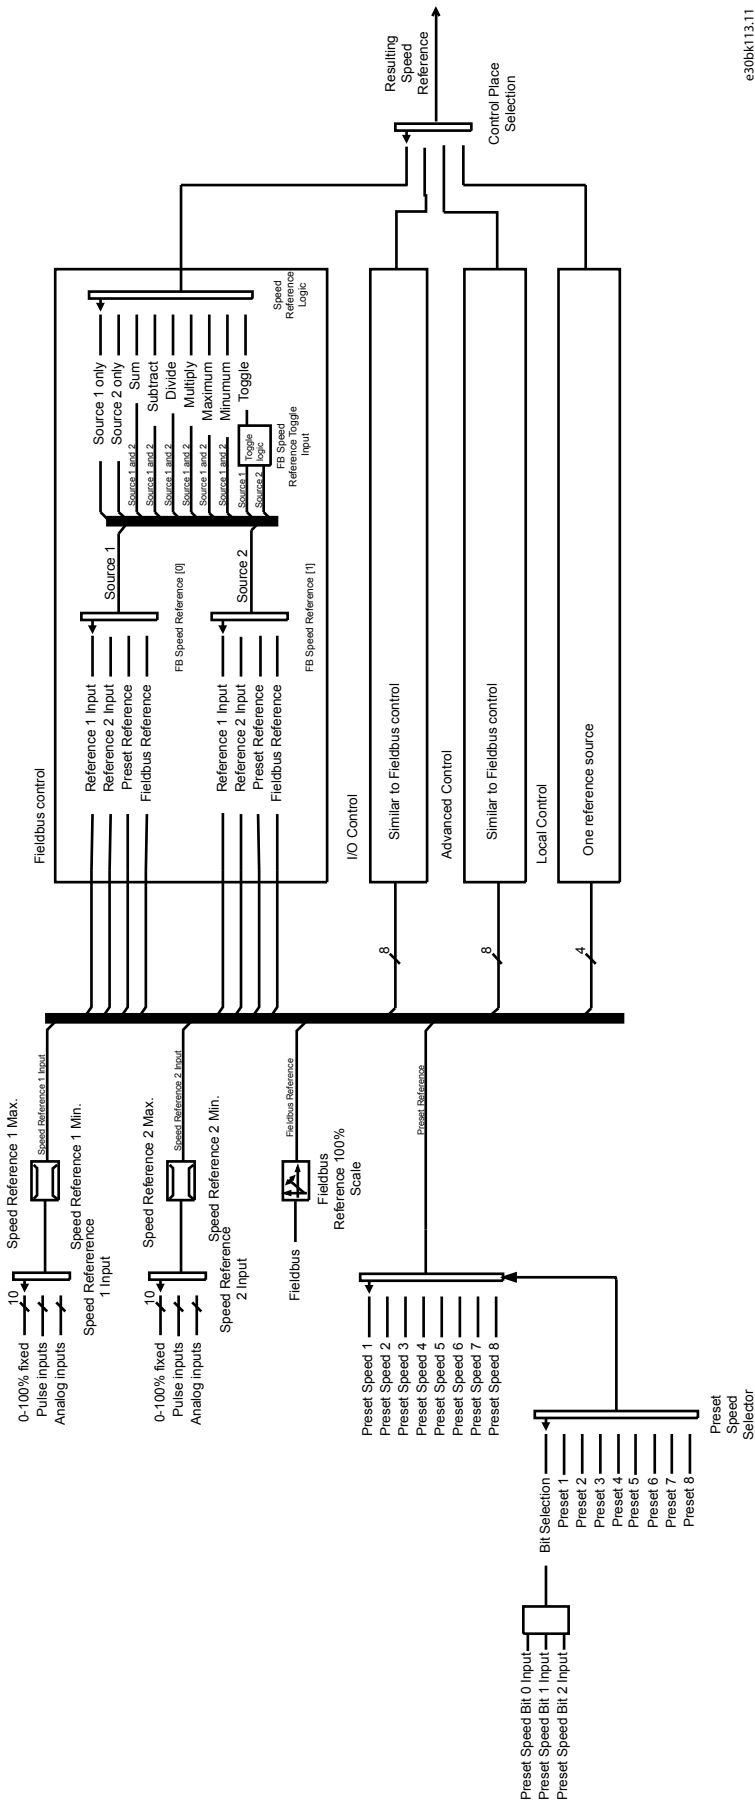 Preset Speed Bit 0 Input
Preset Speed Bit 1 Input
Preset Speed Bit 2 Input
Bit Selection
Preset 1
Preset 2
Preset 3
Preset 4
Preset 5
Preset 6
Preset 7
Preset 8
Preset
Speed
Selector
0-100% fixed
Pulse inputs
Analog inputs
10
Speed Refererence
1 Input
Speed Reference 1 Max.
Speed Reference 1 Min.
Speed Reference 1 Input
0-100% fixed
Pulse inputs
Analog inputs
10
Speed Reference
2 Input
Speed Reference 2 Max.
Speed Reference 2 Min.
Speed Reference 2 Input
Fieldbus
Fieldbus
Reference 100%
Scale
Fieldbus Reference
Preset Speed 1
Preset Speed 2
Preset Speed 3
Preset Speed 4
Preset Speed 5
Preset Speed 6
Preset Speed 7
Preset Speed 8
Preset Reference
Fieldbus control
Reference 1 Input
Reference 2 Input
Preset Reference
Fieldbus Reference
Source 1
FB Speed Reference [0]
Reference 1 Input
Reference 2 Input
Preset Reference
Fieldbus Reference
Source 2
FB Speed Reference [1]
Source 1 only
Source 2 only
Source 1 and 2
Sum
Source 1 and 2
Subtract
Source 1 and 2
Divide
Source 1 and 2
Multiply
Source 1 and 2
Maximum
Source 1 and 2
Minumum
Source 1
Source 2
Toggle
logic
Toggle
FB Speed
Reference Toggle
Input
Speed
Reference
Logic
8
I/O Control
Similar to Fieldbus control
8
Advanced Control
Similar to Fieldbus control
4
Local Control
One reference source
Resulting
Speed
Reference
Control Place
Selection
e30bk113.11